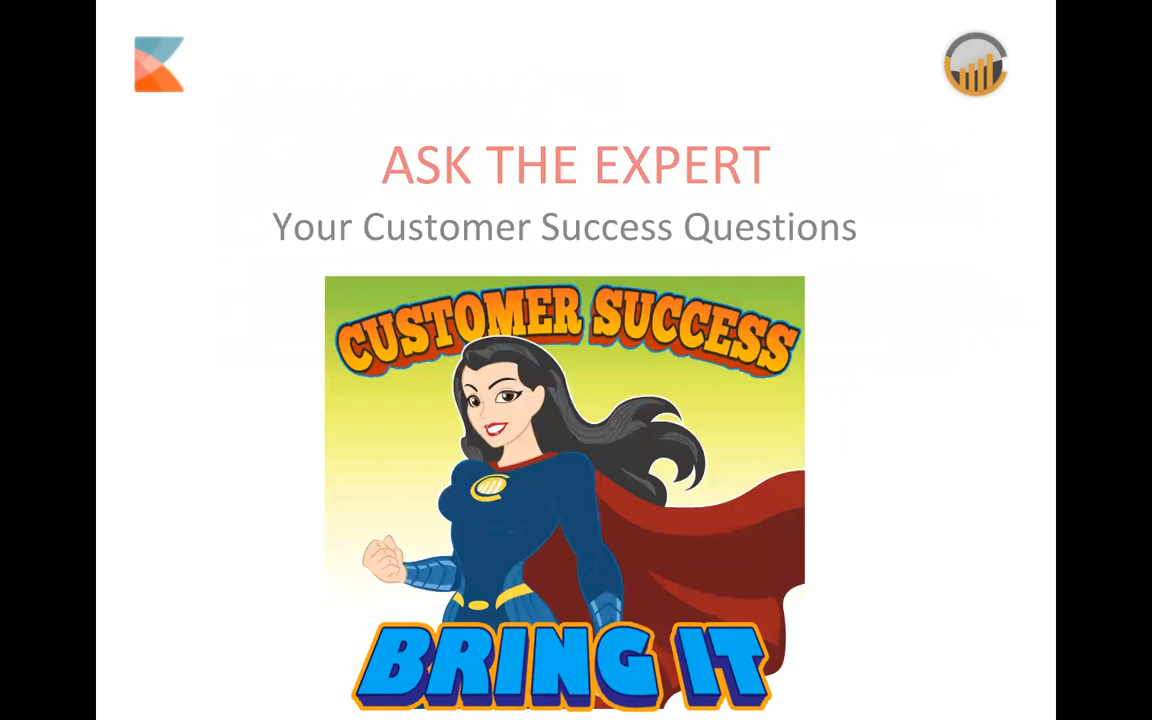 ASK THE EXPERT
Your Customer Success Questions
CUSTOMER SUCCESS
BRING IT